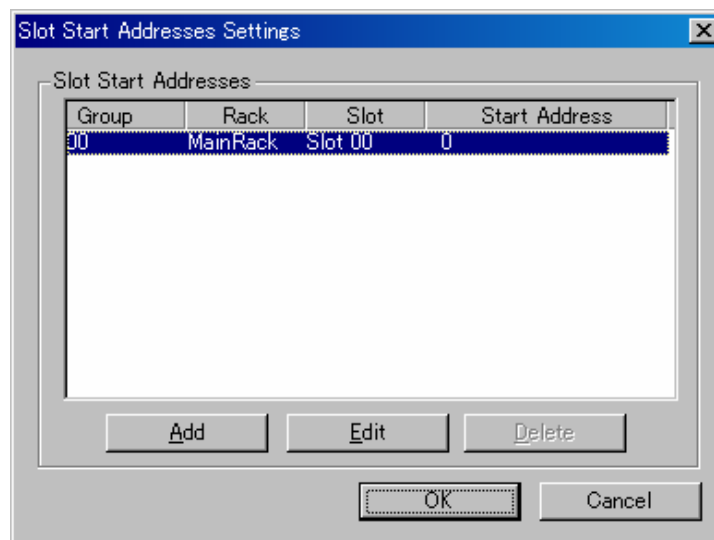 Slot Start Addresses Settings
Slot Start Addresses
Group Rack Slot Start Address
00 MainRack Slot 00 0
Add Edit Delete
OK Cancel